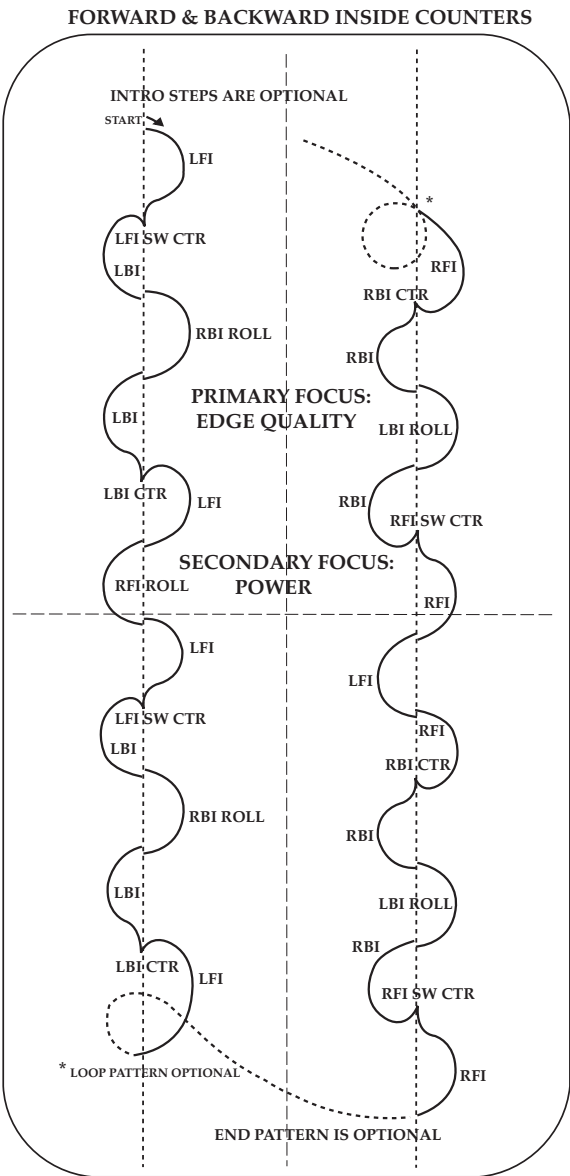 FORWARD & BACKWARD INSIDE COUNTERS
INTRO STEPS ARE OPTIONAL
START
LFI
LFI SW CTR
LBI
RBI ROLL
LBI
LBI CTR
LFI
RFI ROLL
LFI
LFI SW CTR
LBI
RBI ROLL
LBI
LBI CTR
LFI
* LOOP PATTERN OPTIONAL
PRIMARY FOCUS:
EDGE QUALITY
SECONDARY FOCUS:
POWER
*
RFI
RBI CTR
RBI
LBI ROLL
RBI
RFI SW CTR
RFI
LFI
RFI
RBI CTR
RBI
LBI ROLL
RBI
RFI SW CTR
RFI
END PATTERN IS OPTIONAL